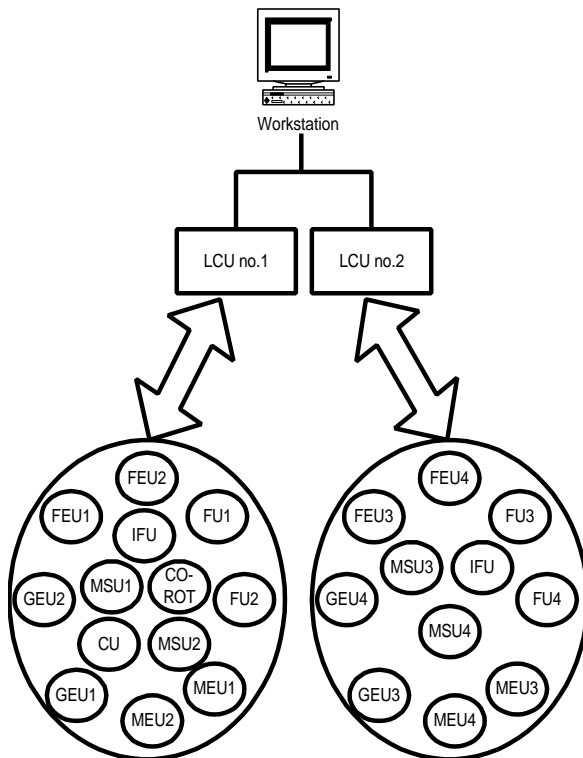 Workstation
LCU no.1
LCU no.2
FEU2
FEU1
FU1
IFU
MSU1
CO-
ROT
GEU2
FU2
CU
MSU2
GEU1
MEU1
MEU2
FEU4
FEU3
FU3
MSU3
IFU
GEU4
FU4
MSU4
GEU3
MEU3
MEU4